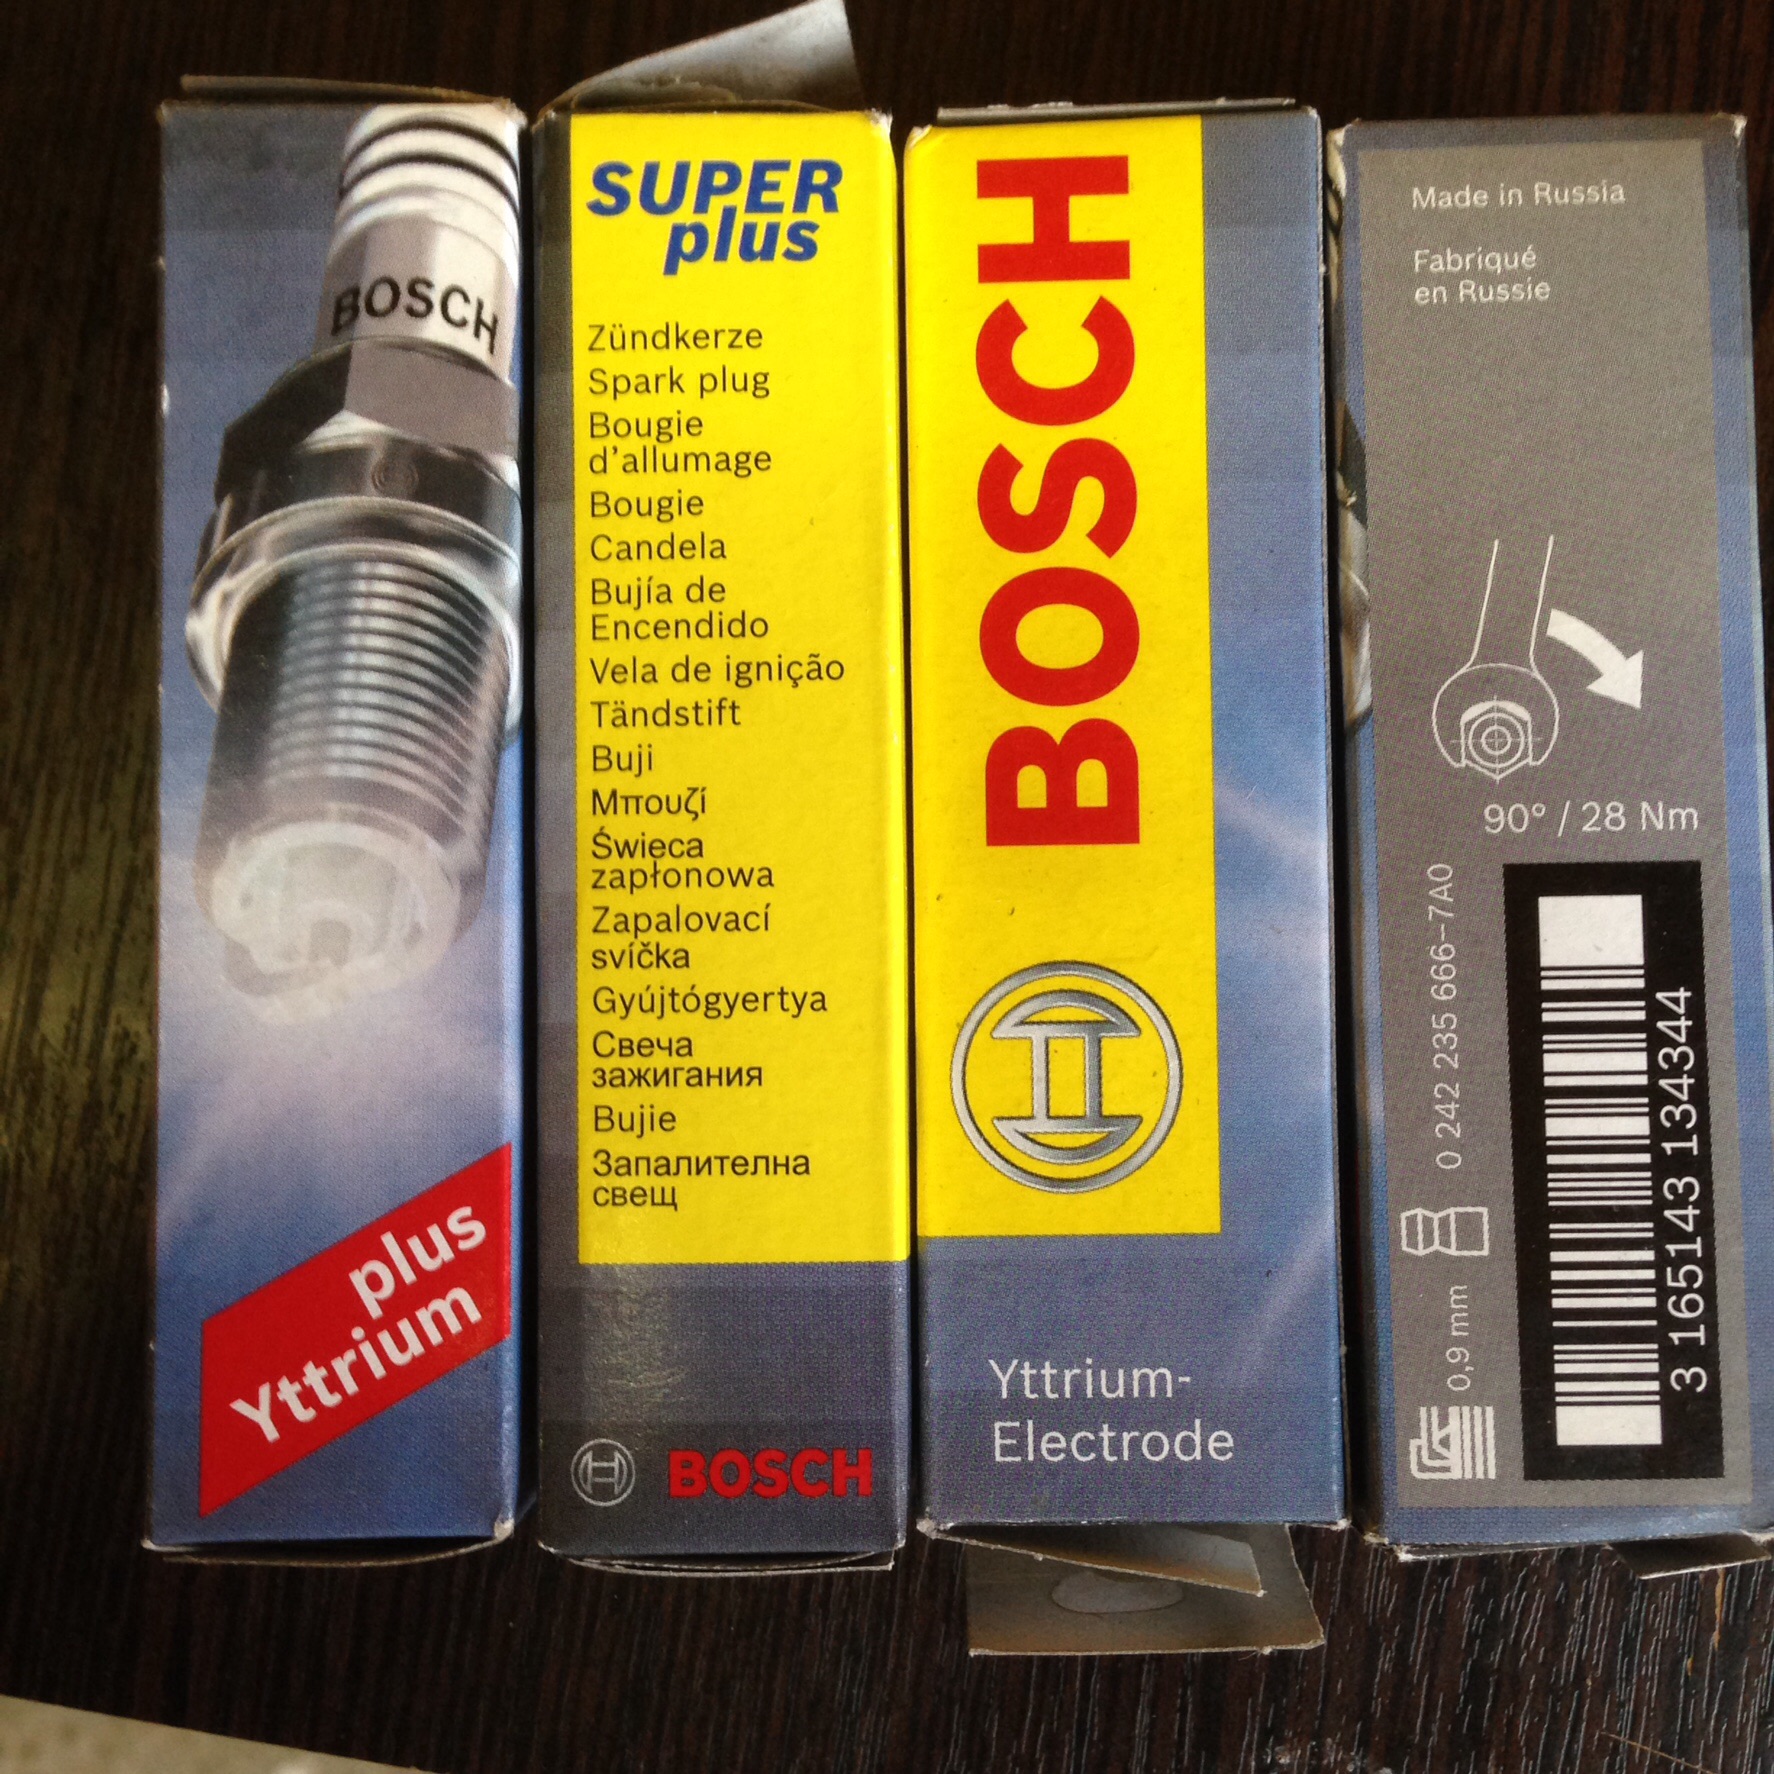 BOSCH
plus
Yttrium
SUPER
plus
Zündkerze
Spark plug
Bougie
d'allumage
Bougie
Candela
Bujía de
Encendido
Vela de ignição
Tändstift
Buji
Μπουζί
Świeca
zapłonowa
Zapalovací
svíčka
Gyújtógyertya
Свеча
зажигания
Bujie
Запалителна
свещ
BOSCH
BOSCH
Yttrium-
Electrode
Made in Russia
Fabriqué
en Russie
90° / 28 Nm
0 242 235 666-7A0
0,9 mm
3 165143 134344